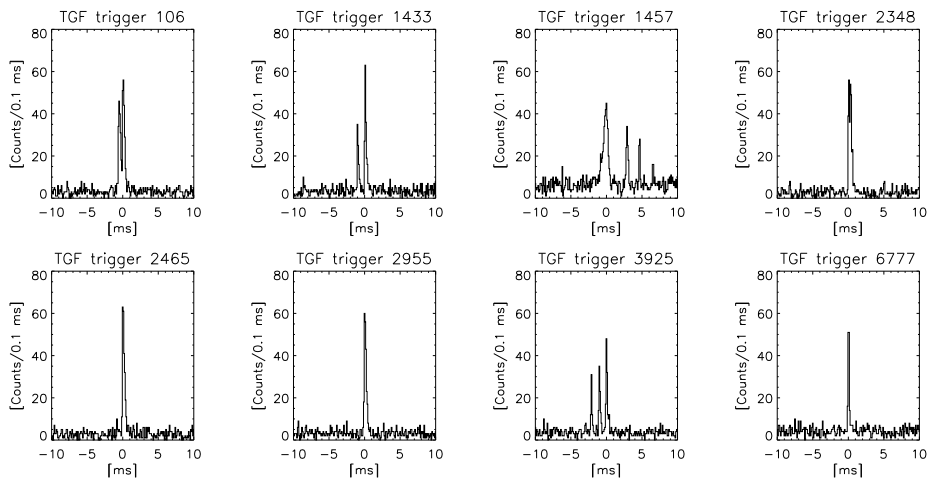 TGF trigger 106
TGF trigger 1433
TGF trigger 1457
TGF trigger 2348
[Counts/0.1 ms]
80
60
40
20
0
-10 -5 0 5 10
[ms]
[Counts/0.1 ms]
80
60
40
20
0
-10 -5 0 5 10
[ms]
[Counts/0.1 ms]
80
60
40
20
0
-10 -5 0 5 10
[ms]
[Counts/0.1 ms]
80
60
40
20
0
-10 -5 0 5 10
[ms]
TGF trigger 2465
TGF trigger 2955
TGF trigger 3925
TGF trigger 6777
[Counts/0.1 ms]
80
60
40
20
0
-10 -5 0 5 10
[ms]
[Counts/0.1 ms]
80
60
40
20
0
-10 -5 0 5 10
[ms]
[Counts/0.1 ms]
80
60
40
20
0
-10 -5 0 5 10
[ms]
[Counts/0.1 ms]
80
60
40
20
0
-10 -5 0 5 10
[ms]